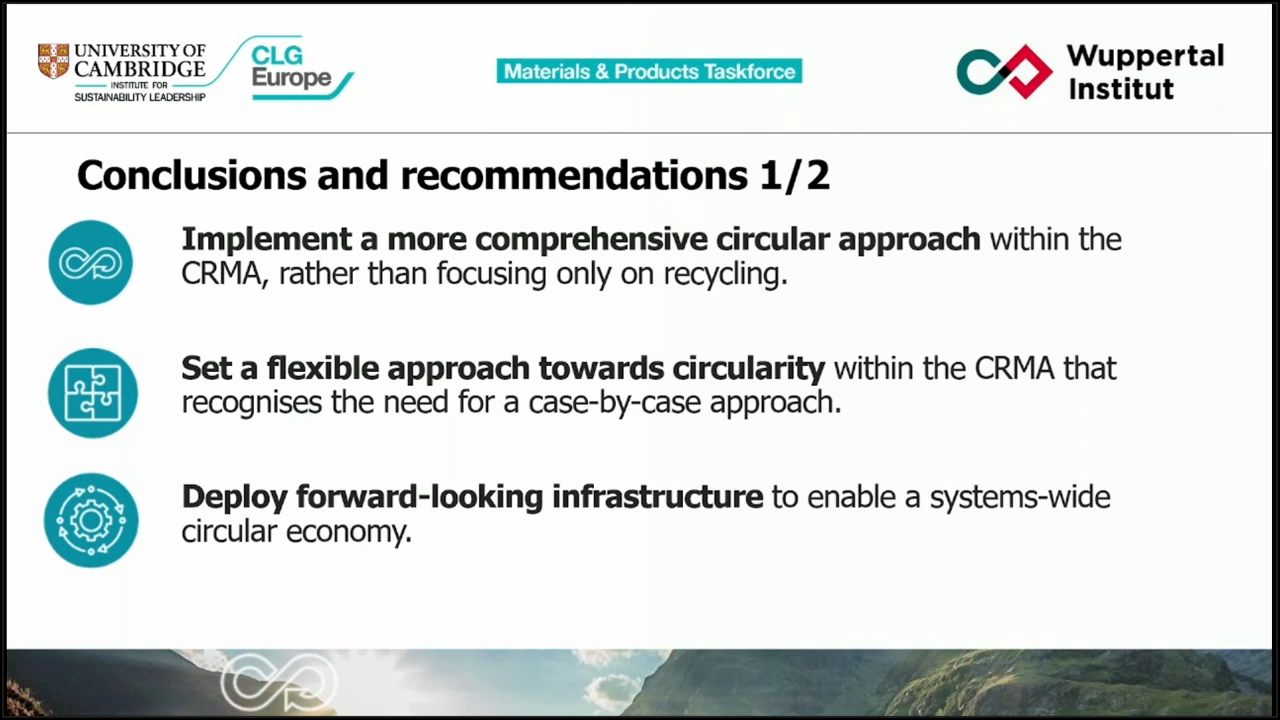 UNIVERSITY OF
CAMBRIDGE
INSTITUTE FOR
SUSTAINABILITY LEADERSHIP
CLG
Europe
Materials & Products Taskforce
Wuppertal
Institut
Conclusions and recommendations 1/2
Implement a more comprehensive circular approach within the
CRMA, rather than focusing only on recycling.
Set a flexible approach towards circularity within the CRMA that
recognises the need for a case-by-case approach.
Deploy forward-looking infrastructure to enable a systems-wide
circular economy.